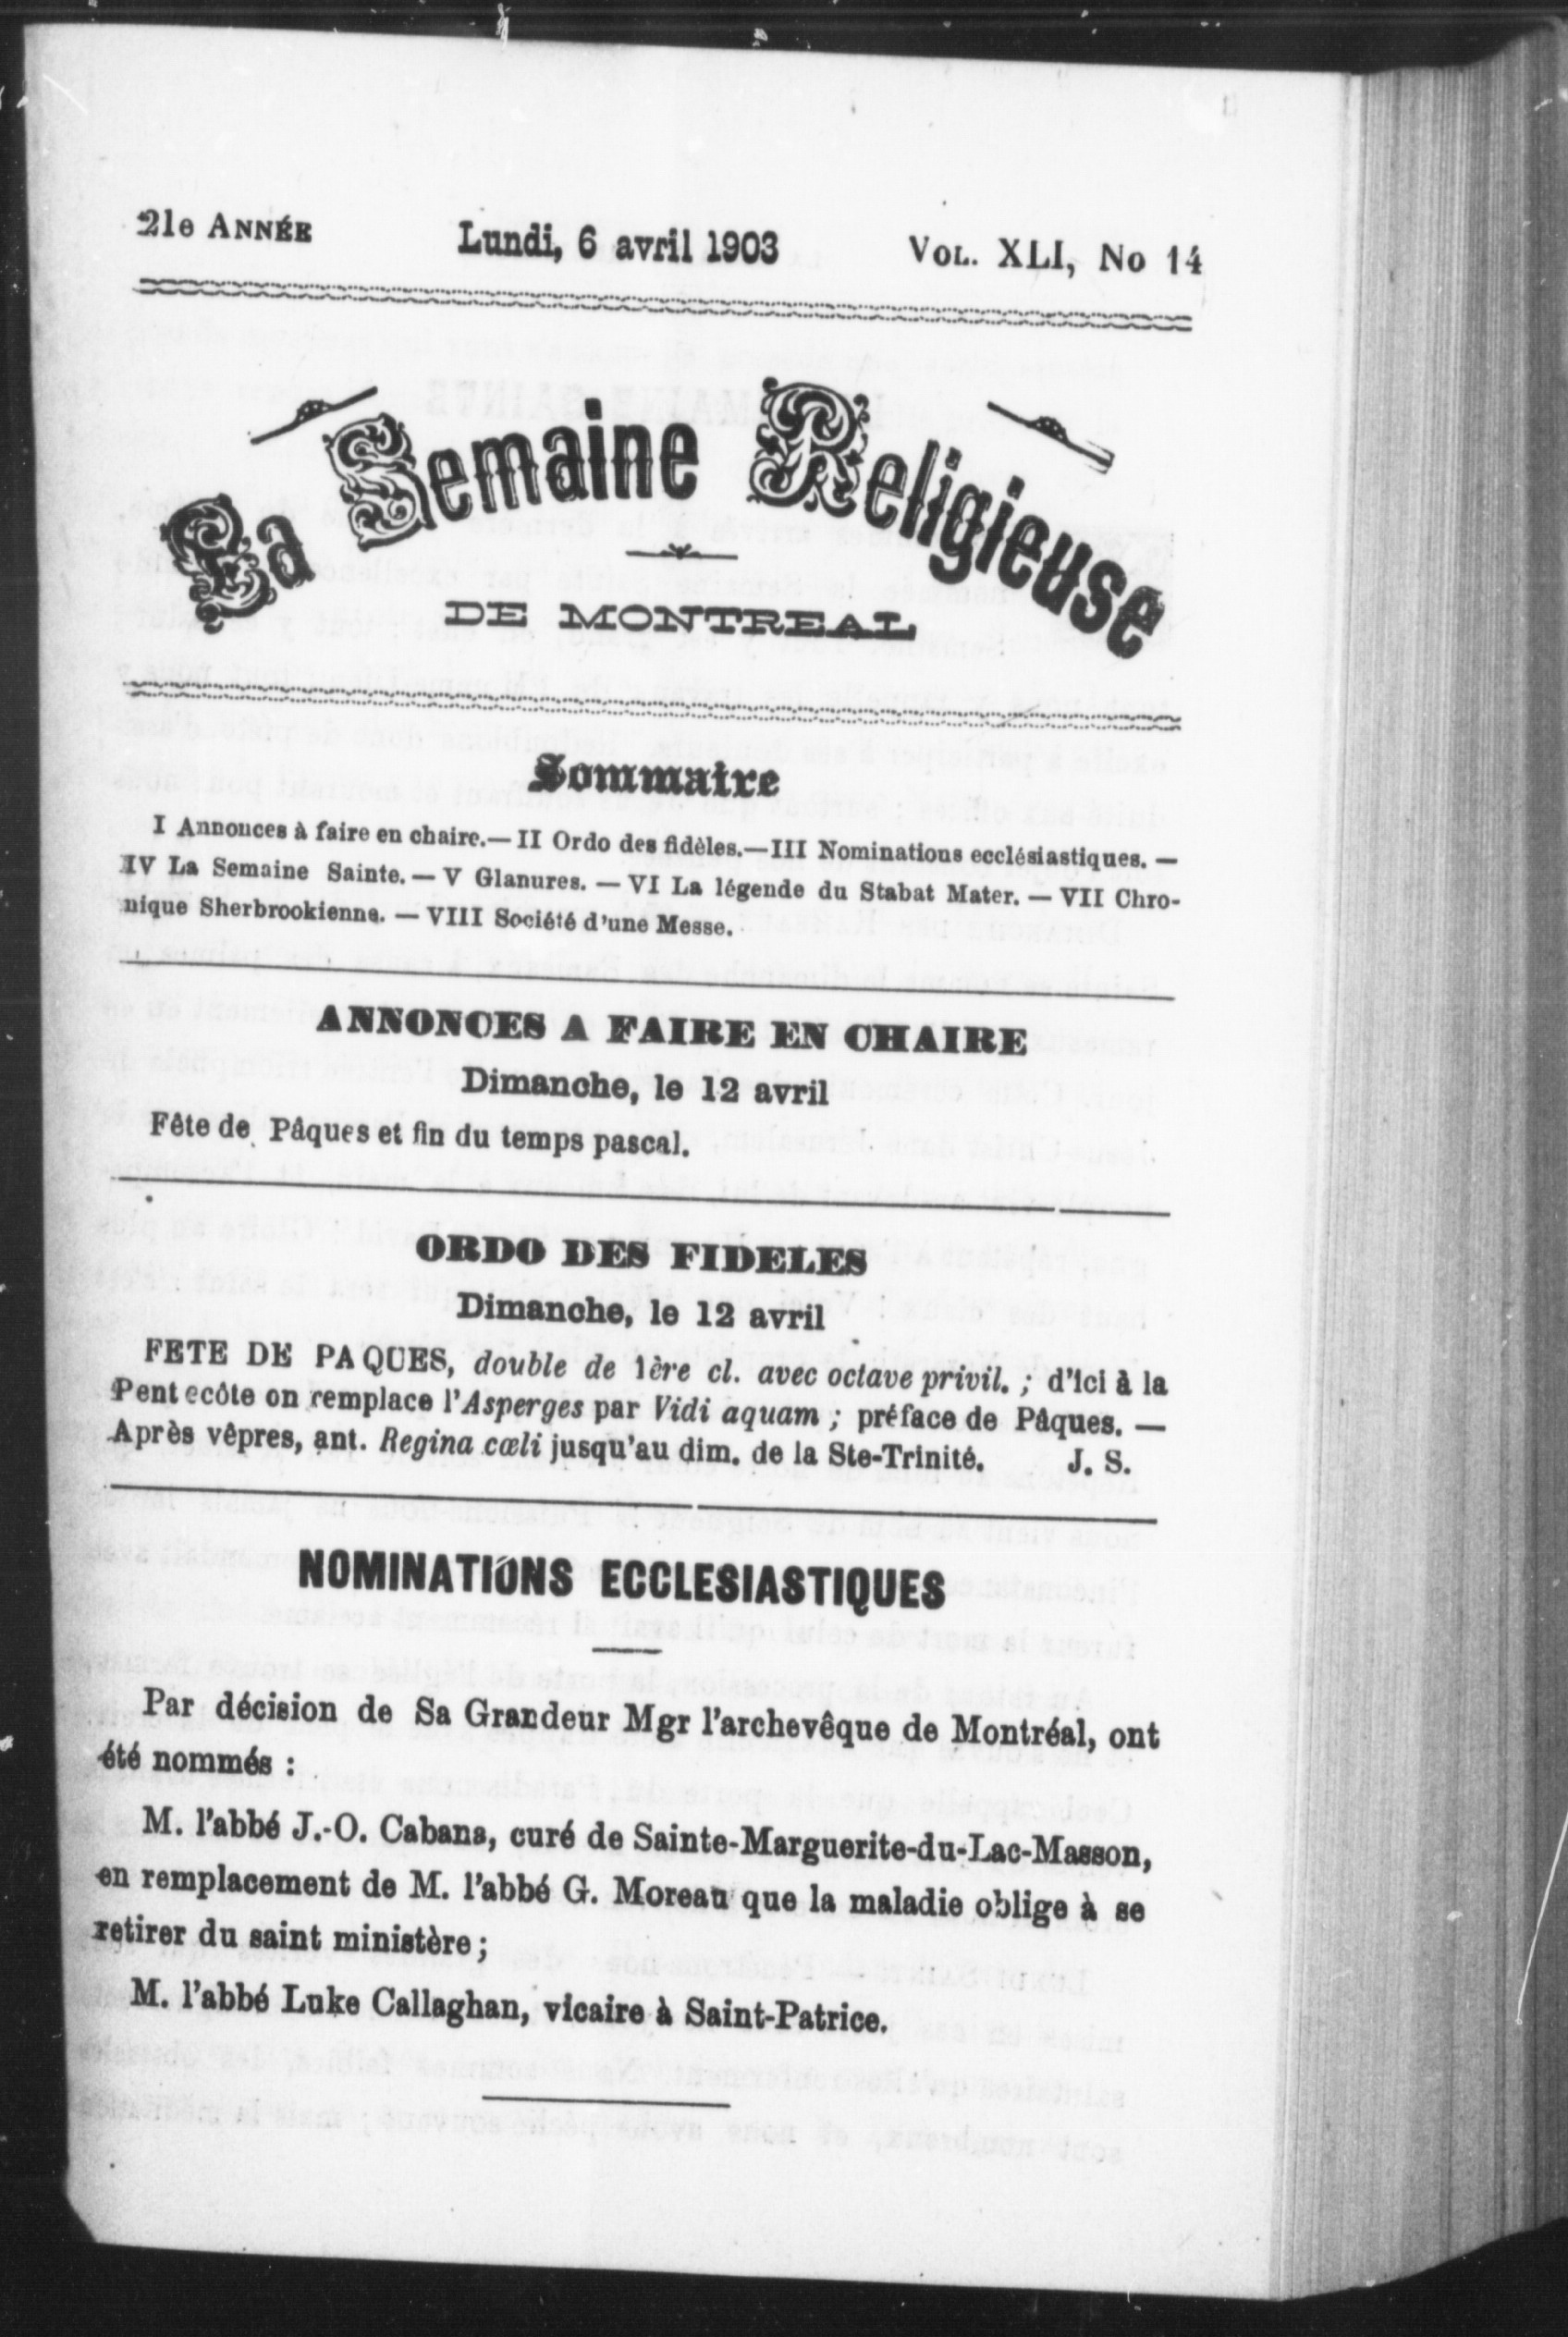 21e ANNÉE Lundi, 6 avril 1903 VOL. XLI, No 14
La Semaine Religieuse
DE MONTREAL
Sommaire
I Annonces à faire en chaire.— II Ordo des fidèles.—III Nominations ecclésiastiques. —
IV La Semaine Sainte. — V Glanures. — VI La légende du Stabat Mater. — VII Chro-
nique Sherbrookienne. — VIII Société d'une Messe.
ANNONCES A FAIRE EN CHAIRE
Dimanche, le 12 avril
Fête de Pâques et fin du temps pascal.
ORDO DES FIDELES
Dimanche, le 12 avril
FETE DE PAQUES, double de 1ère cl. avec octave privil. ; d'ici à la
Pentecôte on remplace l'Asperges par Vidi aquam ; préface de Pâques. —
Après vêpres, ant. Regina cœli jusqu'au dim. de la Ste-Trinité. J. S.
NOMINATIONS ECCLESIASTIQUES
Par décision de Sa Grandeur Mgr l'archevêque de Montréal, ont
été nommés :
M. l'abbé J.-O. Cabana, curé de Sainte-Marguerite-du-Lac-Masson,
en remplacement de M. l'abbé G. Moreau que la maladie oblige à se
retirer du saint ministère ;
M. l'abbé Luke Callaghan, vicaire à Saint-Patrice.